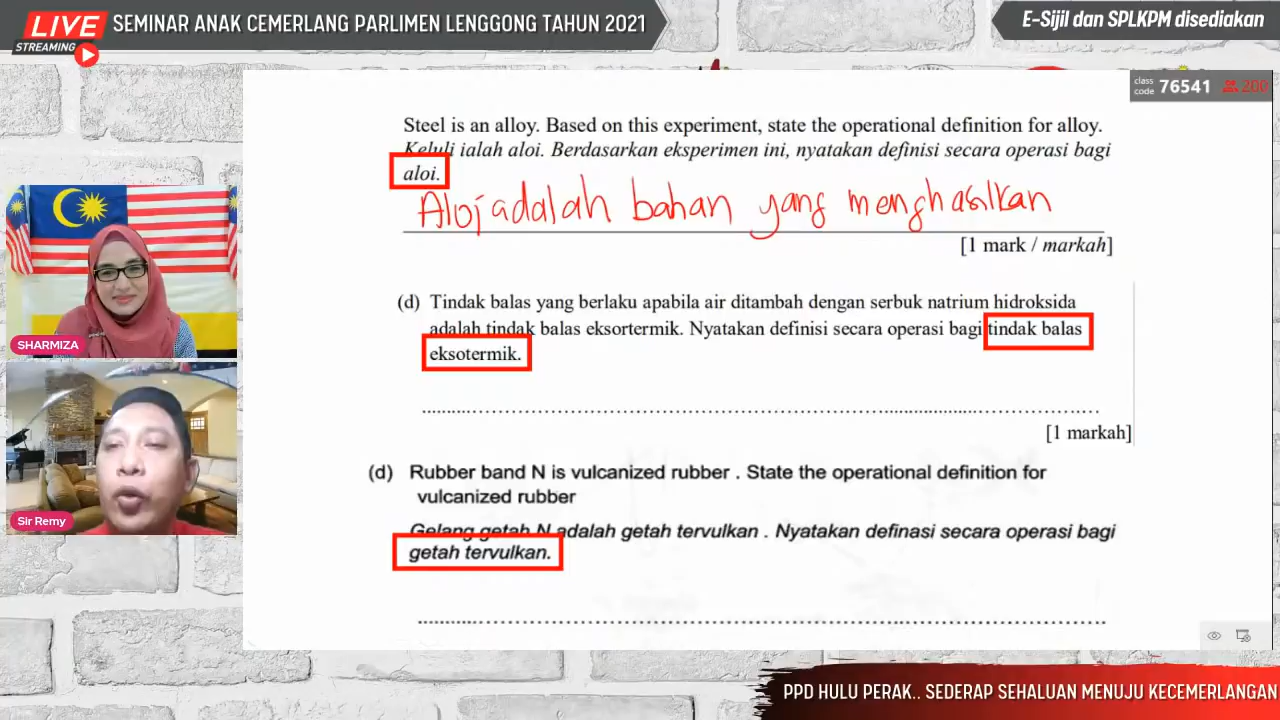 LIVE
STREAMING
SEMINAR ANAK CEMERLANG PARLIMEN LENGGONG TAHUN 2021
E-Sijil dan SPLKPM disediakan
class code 76541 200
Steel is an alloy. Based on this experiment, state the operational definition for alloy.
Keluli ialah aloi. Berdasarkan eksperimen ini, nyatakan definisi secara operasi bagi
aloi.
Aloi adalah bahan yang menghasilkan
[1 mark / markah]
(d) Tindak balas yang berlaku apabila air ditambah dengan serbuk natrium hidroksida
adalah tindak balas eksortermik. Nyatakan definisi secara operasi bagi tindak balas
eksotermik.
[1 markah]
(d) Rubber band N is vulcanized rubber . State the operational definition for
vulcanized rubber
Gelang getah N adalah getah tervulkan . Nyatakan definasi secara operasi bagi
getah tervulkan.
SHARMIZA
Sir Remy
PPD HULU PERAK.. SEDERAP SEHALUAN MENUJU KECEMERLANGAN